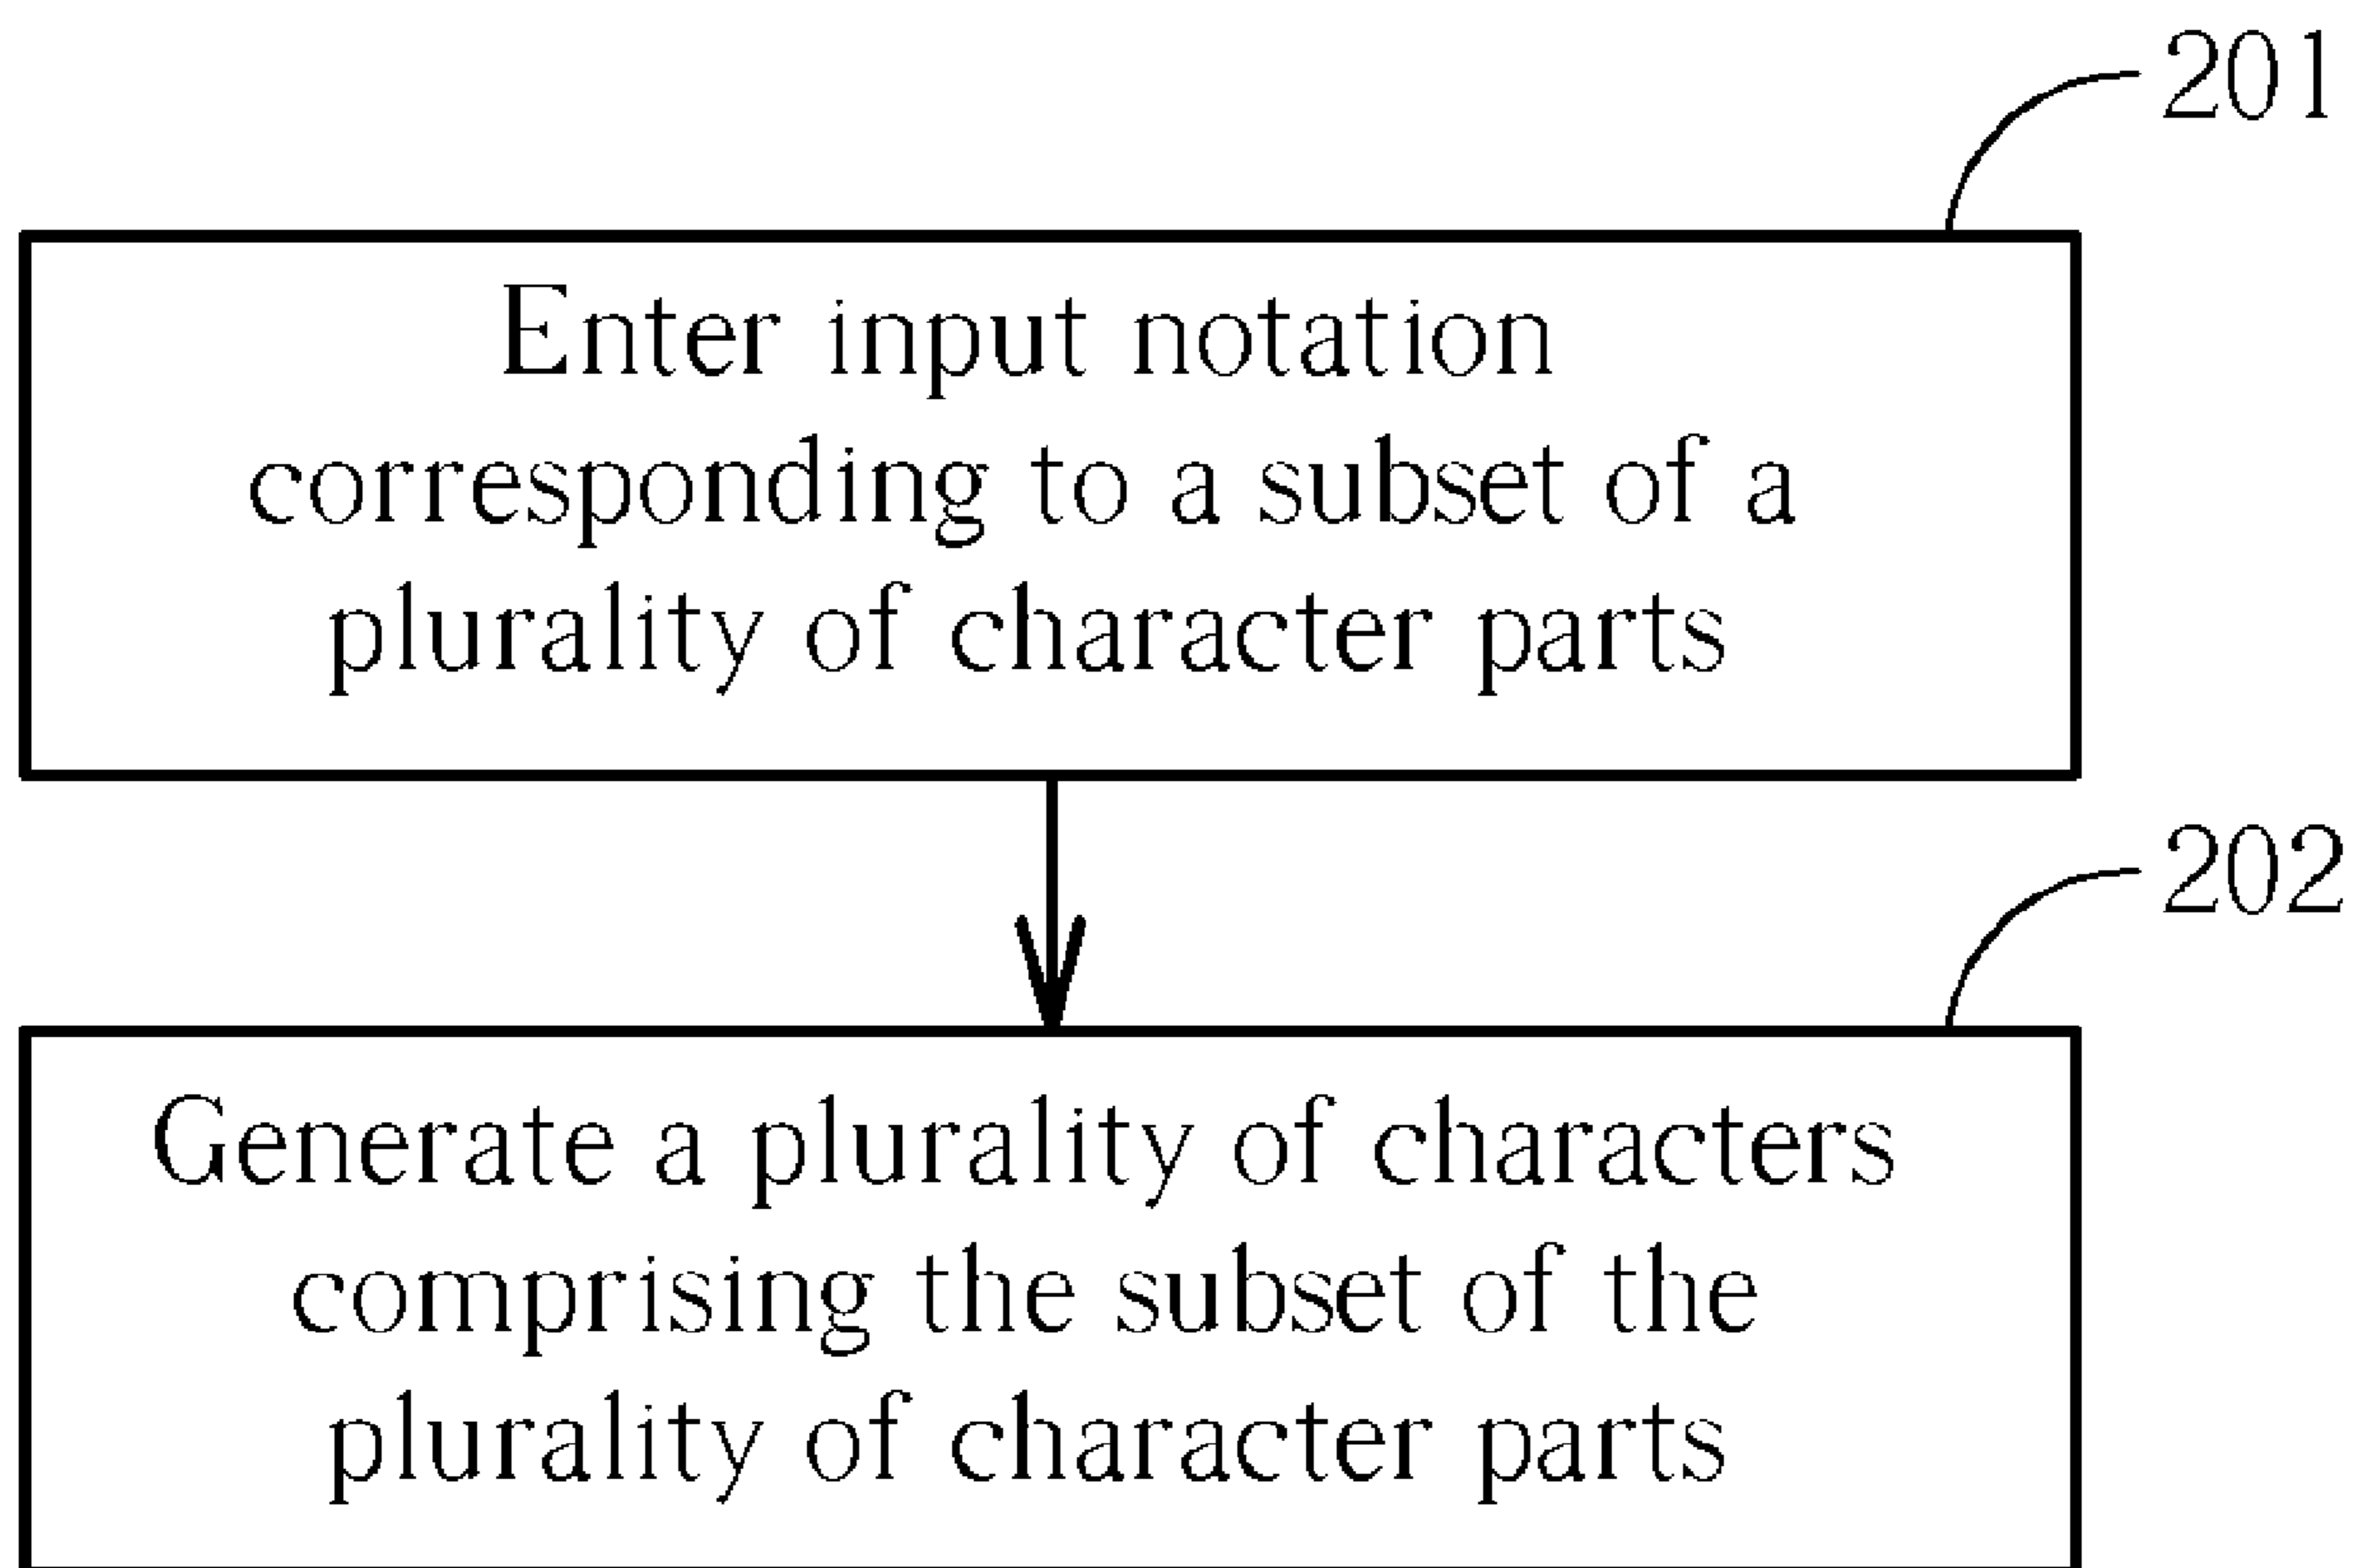 201
Enter input notation
corresponding to a subset of a
plurality of character parts
202
Generate a plurality of characters
comprising the subset of the
plurality of character parts